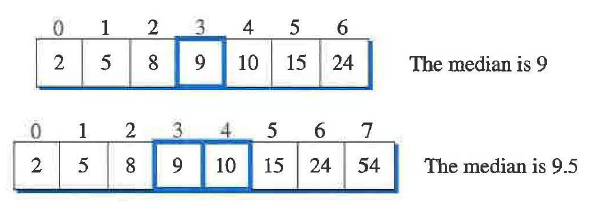 0 1 2 3 4 5 6
2 5 8 9 10 15 24 The median is 9
0 1 2 3 4 5 6 7
2 5 8 9 10 15 24 54 The median is 9.5